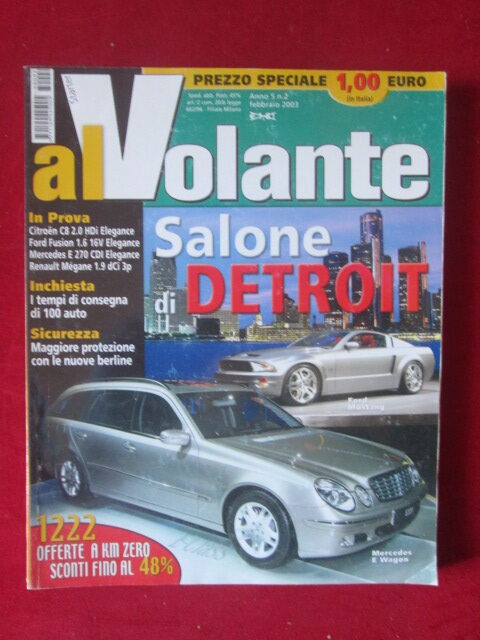 PREZZO SPECIALE 1,00 EURO
(in Italia)
Starter
Anno 5 n.2
febbraio 2003
alVolante
In Prova
Citroën C8 2.0 HDi Elegance
Ford Fusion 1.6 16V Elegance
Mercedes E 270 CDI Elegance
Renault Mégane 1.9 dCi 3p
Inchiesta
I tempi di consegna
di 100 auto
Sicurezza
Maggiore protezione
con le nuove berline
Salone
di DETROIT
Ford
Mustang
1222
OFFERTE A KM ZERO
SCONTI FINO AL 48%
Mercedes
E Wagon